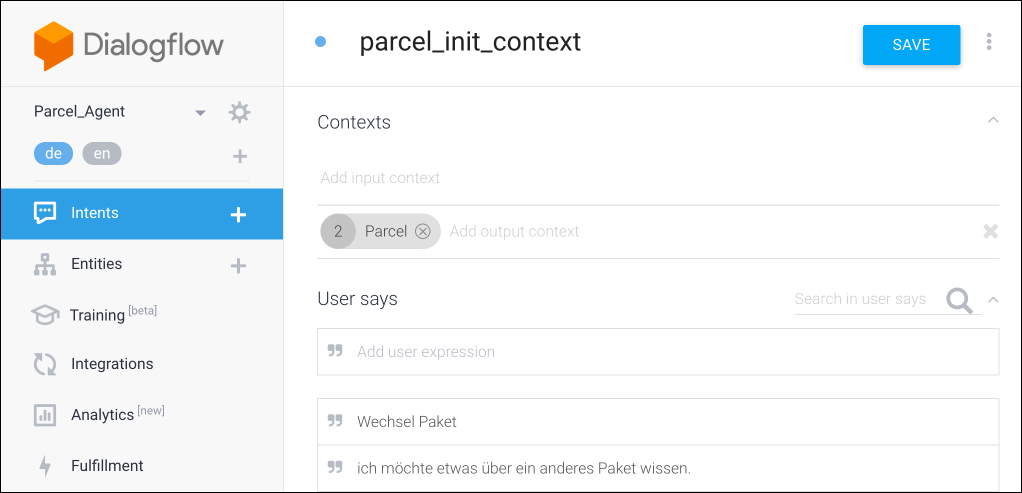 Dialogflow
Parcel_Agent
de en
Intents
Entities
Training [beta]
Integrations
Analytics [new]
Fulfillment
parcel_init_context
SAVE
Contexts
Add input context
2 Parcel Add output context
User says
Search in user says
Add user expression
Wechsel Paket
ich möchte etwas über ein anderes Paket wissen.